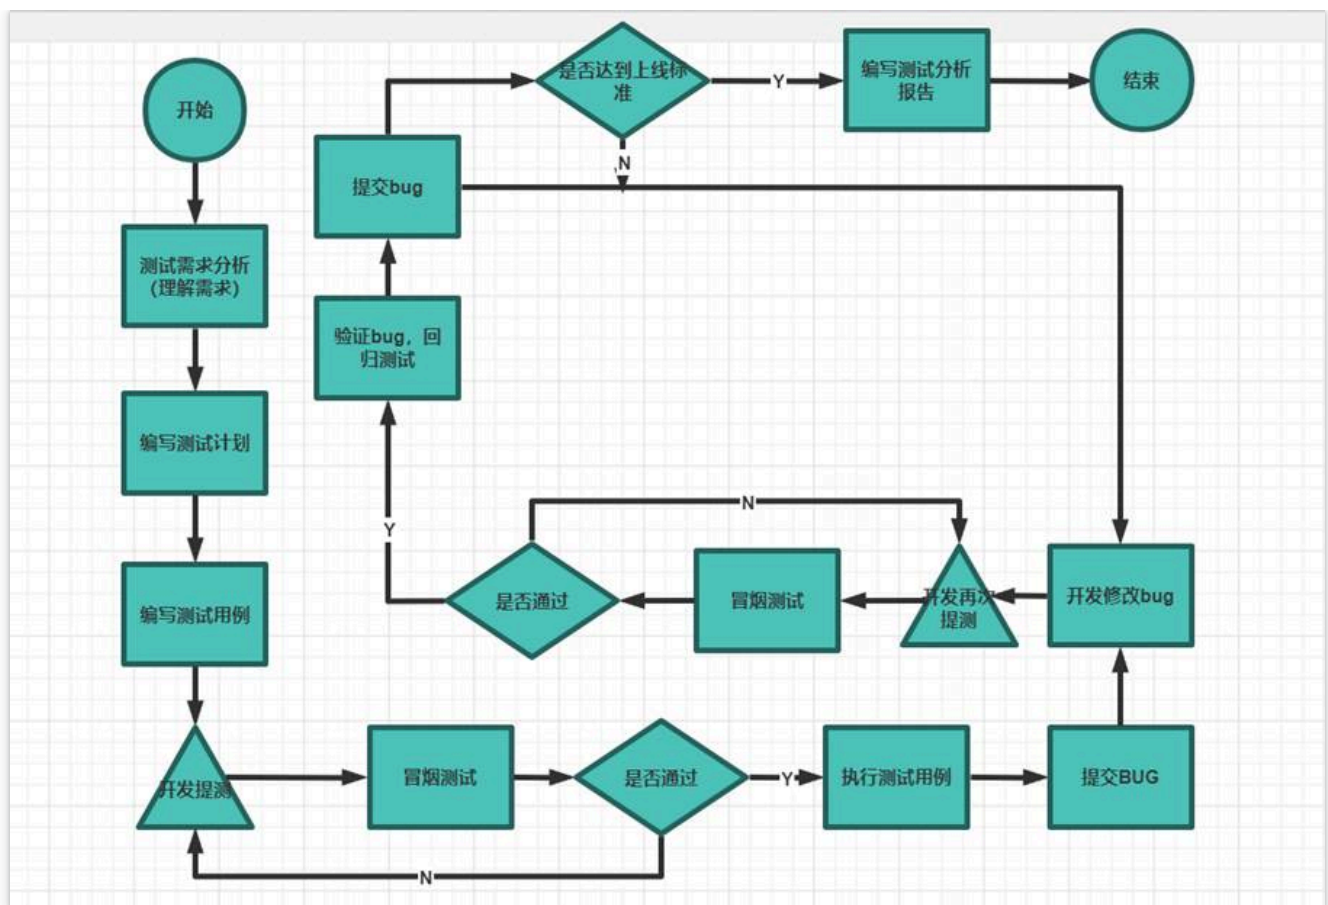 开始
测试需求分析
(理解需求)
编写测试计划
编写测试用例
开发提测
冒烟测试
是否通过
N
Y
执行测试用例
提交BUG
开发修改bug
开发再次
提测
冒烟测试
是否通过
N
Y
验证bug，回
归测试
提交bug
是否达到上线标
准
N
Y
编写测试分析
报告
结束